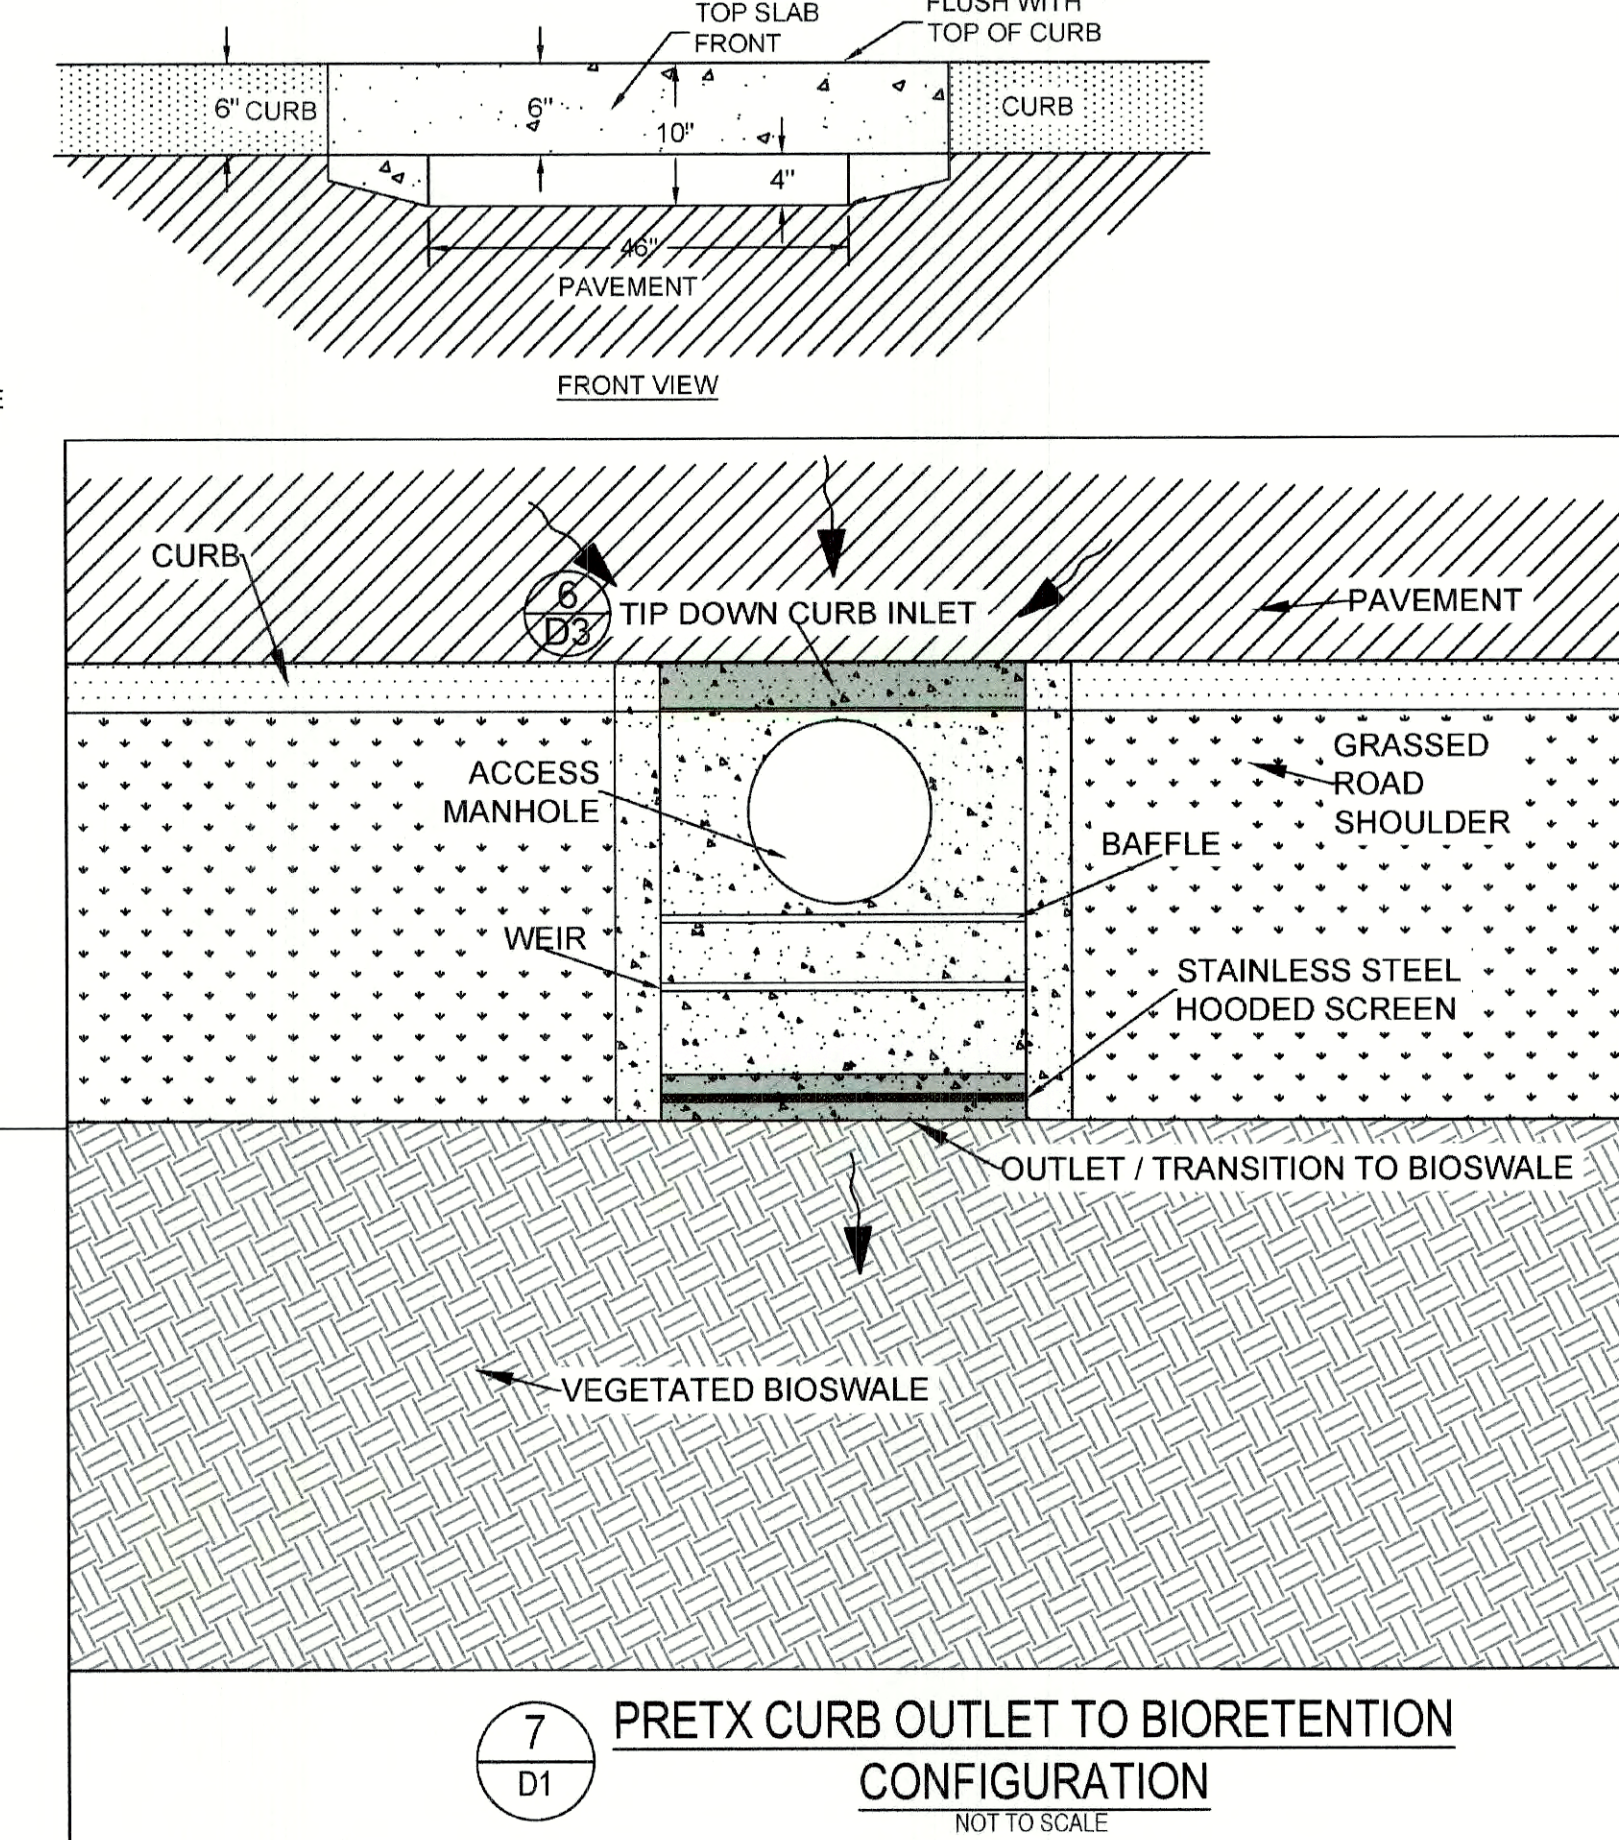 TOP SLAB
FRONT
FLUSH WITH
TOP OF CURB
6" CURB
6"
10"
4"
CURB
46"
PAVEMENT
FRONT VIEW
CURB
6
D3
TIP DOWN CURB INLET
PAVEMENT
ACCESS
MANHOLE
GRASSED
ROAD
SHOULDER
BAFFLE
WEIR
STAINLESS STEEL
HOODED SCREEN
OUTLET / TRANSITION TO BIOSWALE
VEGETATED BIOSWALE
7
D1
PRETX CURB OUTLET TO BIORETENTION
CONFIGURATION
NOT TO SCALE